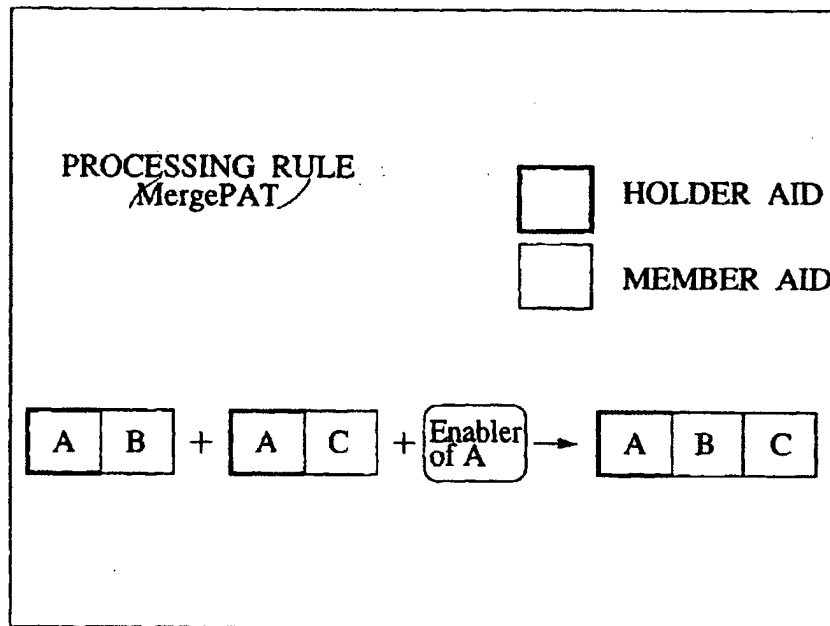 PROCESSING RULE
MergePAT
HOLDER AID
MEMBER AID
A B + A C + Enabler of A → A B C